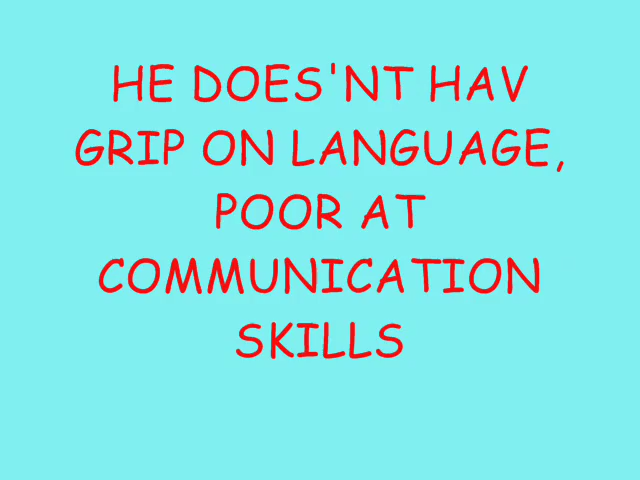 HE DOES'NT HAV
GRIP ON LANGUAGE,
POOR AT
COMMUNICATION
SKILLS